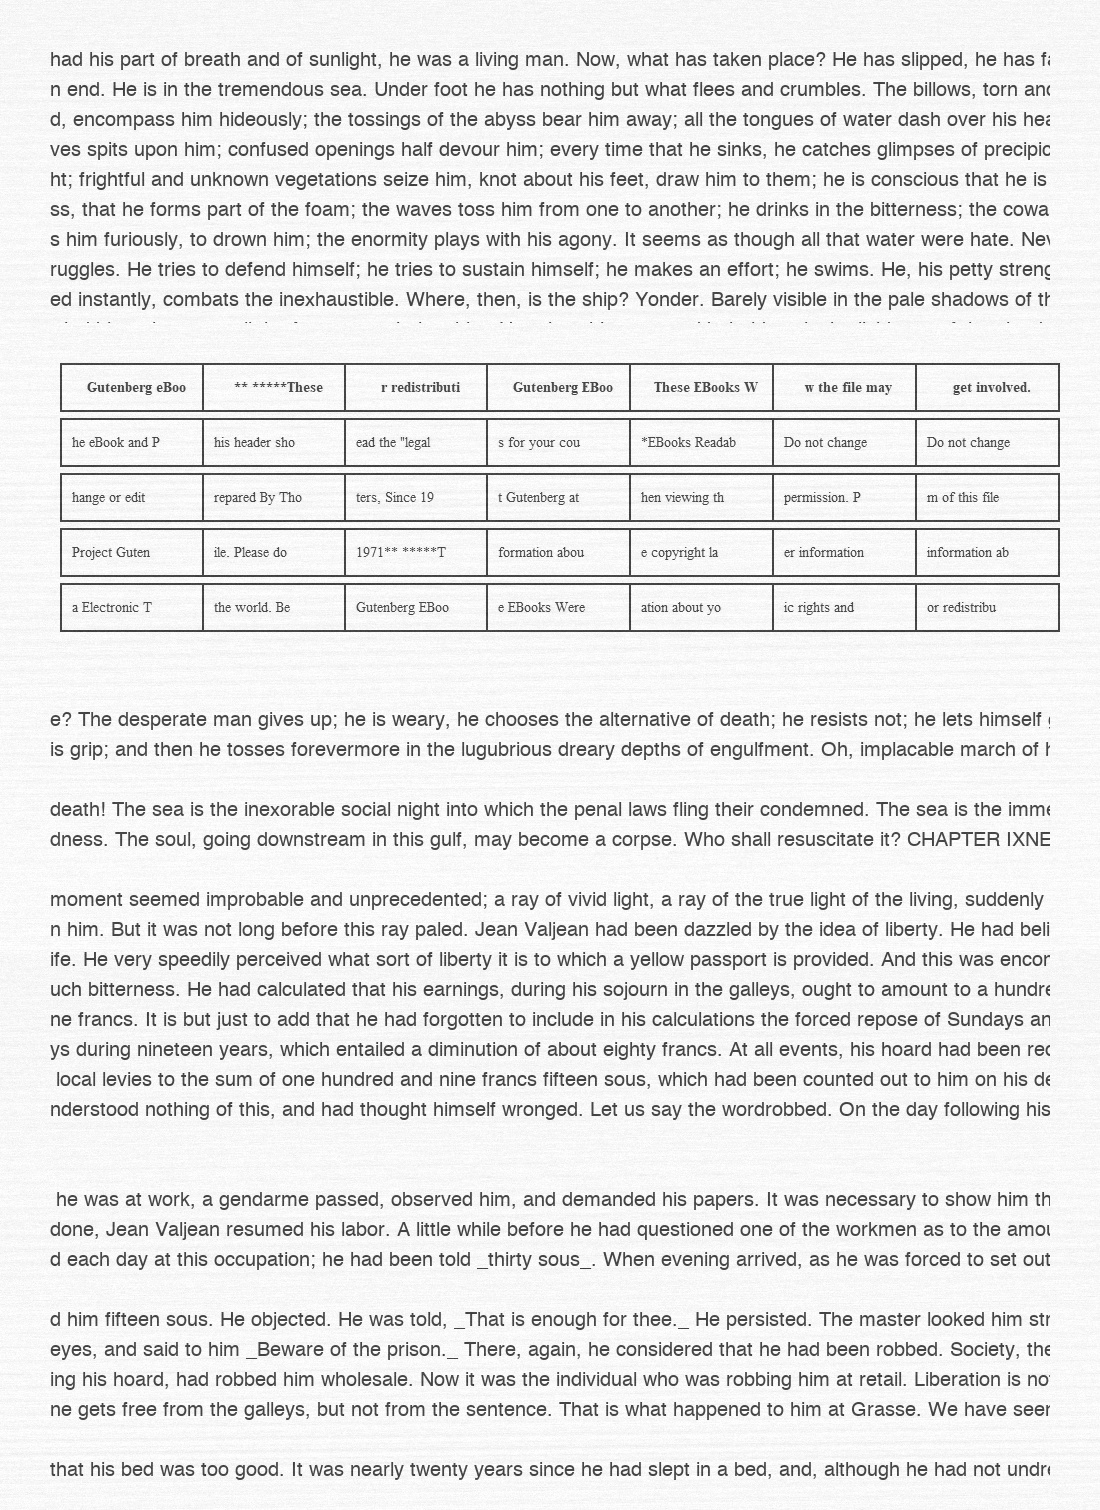 had his part of breath and of sunlight, he was a living man. Now, what has taken place? He has slipped, he has
n end. He is in the tremendous sea. Under foot he has nothing but what flees and crumbles. The billows, torn
d, encompass him hideously; the tossings of the abyss bear him away; all the tongues of water dash over his
ves spits upon him; confused openings half devour him; every time that he sinks, he catches glimpses of
ht; frightful and unknown vegetations seize him, knot about his feet, draw him to them; he is conscious that he is
ss, that he forms part of the foam; the waves toss him from one to another; he drinks in the bitterness; the cowa
s him furiously, to drown him; the enormity plays with his agony. It seems as though all that water were hate.
ruggles. He tries to defend himself; he tries to sustain himself; he makes an effort; he swims. He, his petty
ed instantly, combats the inexhaustible. Where, then, is the ship? Yonder. Barely visible in the pale shadows of
Gutenberg eBoo ** *****These r redistributi Gutenberg EBoo These EBooks W w the file may get involved.
he eBook and P his header sho ead the "legal s for your cou *EBooks Readab Do not change Do not change
hange or edit repared By Tho ters, Since 19 t Gutenberg at hen viewing th permission. P m of this file
Project Guten ile. Please do 1971** *****T formation abou e copyright la er information information ab
a Electronic T the world. Be Gutenberg EBoo e EBooks Were ation about yo ic rights and or redistribu
e? The desperate man gives up; he is weary, he chooses the alternative of death; he resists not; he lets himself
is grip; and then he tosses forevermore in the lugubrious dreary depths of engulfment. Oh, implacable march of
death! The sea is the inexorable social night into which the penal laws fling their condemned. The sea is the
dness. The soul, going downstream in this gulf, may become a corpse. Who shall resuscitate it? CHAPTER IXNE
moment seemed improbable and unprecedented; a ray of vivid light, a ray of the true light of the living, suddenly
n him. But it was not long before this ray paled. Jean Valjean had been dazzled by the idea of liberty. He had beli
ife. He very speedily perceived what sort of liberty it is to which a yellow passport is provided. And this was
uch bitterness. He had calculated that his earnings, during his sojourn in the galleys, ought to amount to a
ne francs. It is but just to add that he had forgotten to include in his calculations the forced repose of Sundays an
ys during nineteen years, which entailed a diminution of about eighty francs. At all events, his hoard had been
local levies to the sum of one hundred and nine francs fifteen sous, which had been counted out to him on his
nderstood nothing of this, and had thought himself wronged. Let us say the wordrobbed. On the day following his
he was at work, a gendarme passed, observed him, and demanded his papers. It was necessary to show him th
done, Jean Valjean resumed his labor. A little while before he had questioned one of the workmen as to the
d each day at this occupation; he had been told _thirty sous_. When evening arrived, as he was forced to set out
d him fifteen sous. He objected. He was told, _That is enough for thee._ He persisted. The master looked him
eyes, and said to him _Beware of the prison._ There, again, he considered that he had been robbed. Society,
ing his hoard, had robbed him wholesale. Now it was the individual who was robbing him at retail. Liberation is
ne gets free from the galleys, but not from the sentence. That is what happened to him at Grasse. We have
that his bed was too good. It was nearly twenty years since he had slept in a bed, and, although he had not